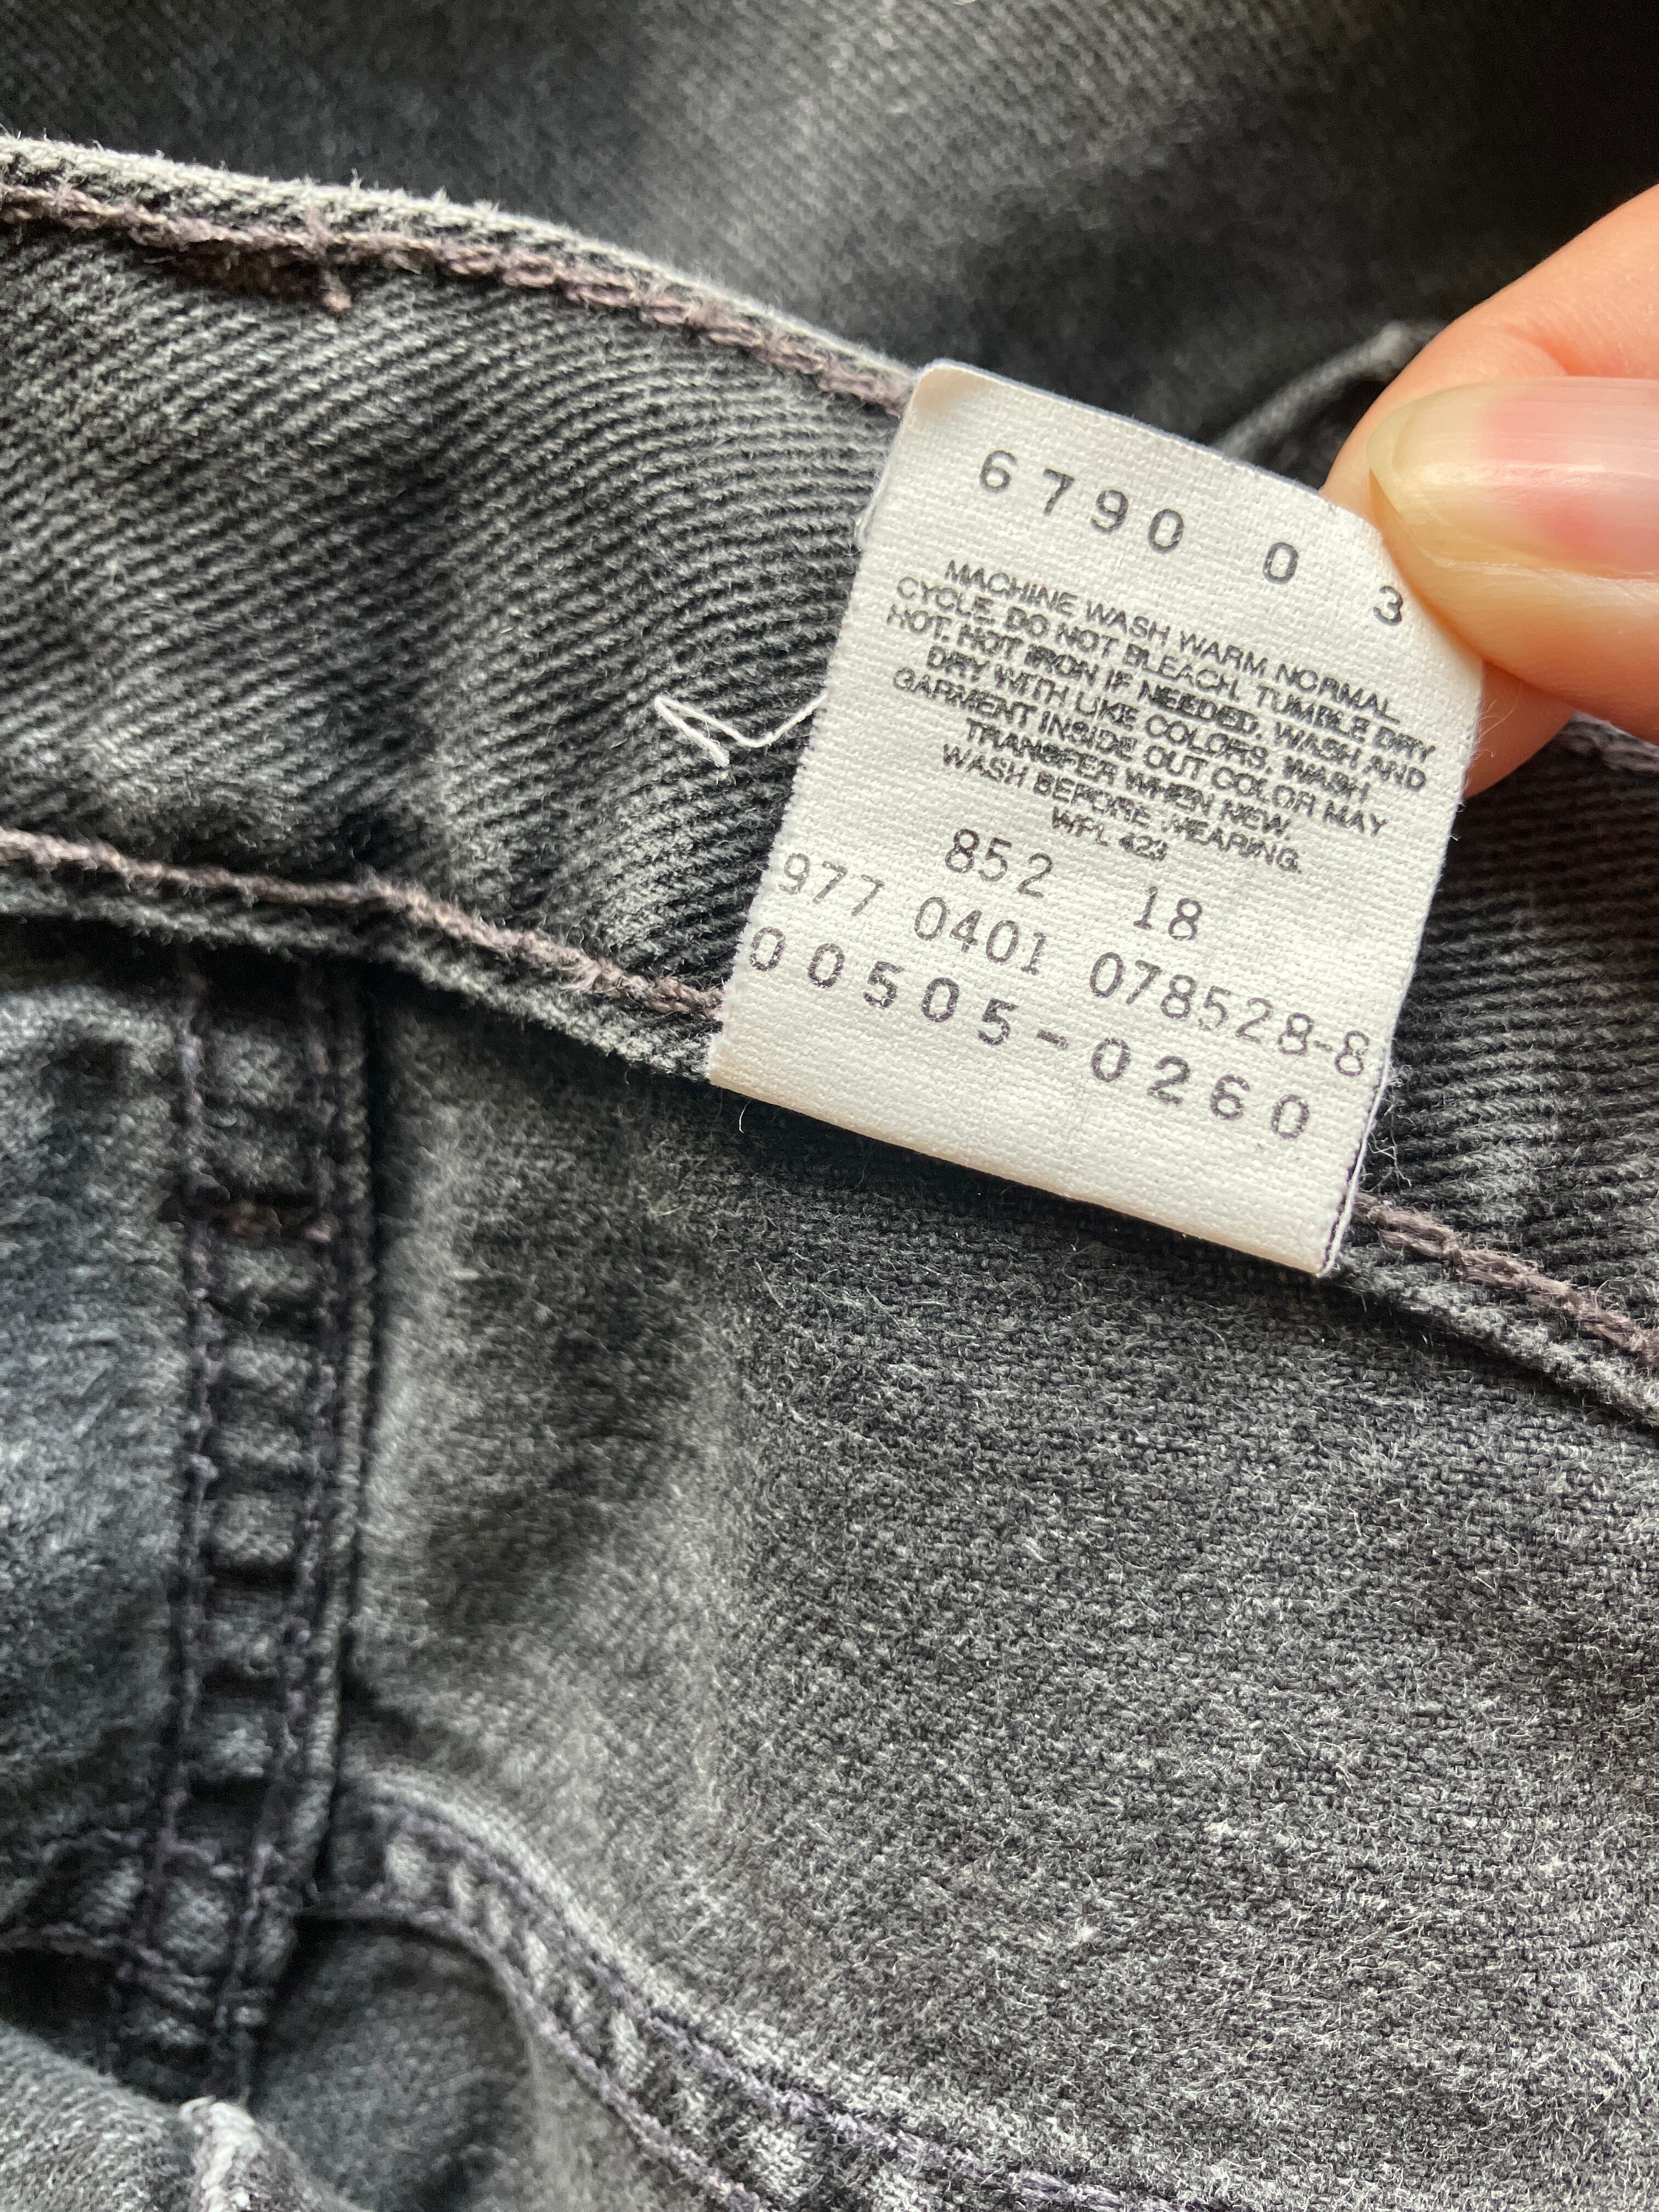 6790 0 3
MACHINE WASH WARM NORMAL
CYCLE. DO NOT BLEACH. TUMBLE DRY
HOT. HOT IRON IF NEEDED. WASH AND
DRY WITH LIKE COLORS. WASH
GARMENT INSIDE OUT COLOR MAY
TRANSFER WHEN NEW.
WASH BEFORE WEARING.
WPL 423
852 18
977 0401 078528-8
00505-0260